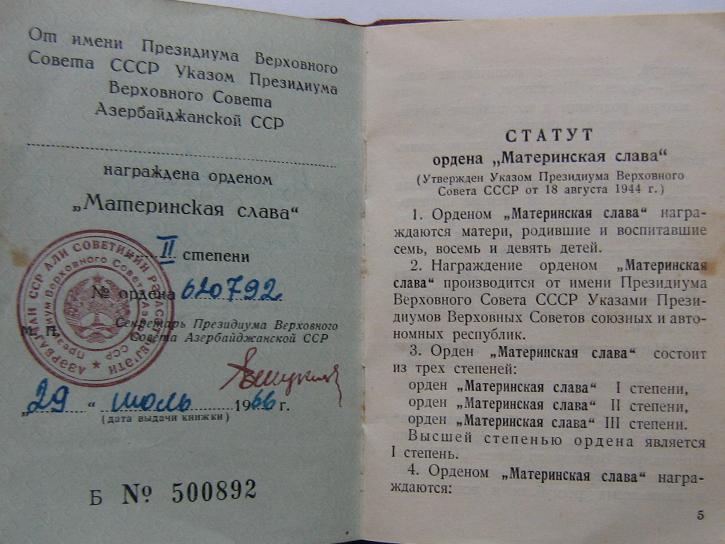 От имени Президиума Верховного
Совета СССР Указом Президиума
Верховного Совета
Азербайджанской ССР
награждена орденом
„Материнская слава“
II степени
№ ордена 620792
М. П.
Секретарь Президиума Верховного
Совета Азербайджанской ССР
„29“ июль 1966 г.
(дата выдачи книжки)
Б № 500892
СТАТУТ
ордена „Материнская слава“
(Утвержден Указом Президиума Верховного
Совета СССР от 18 августа 1944 г.)
1. Орденом „Материнская слава“ награ-
ждаются матери, родившие и воспитавшие
семь, восемь и девять детей.
2. Награждение орденом „Материнская
слава“ производится от имени Президиума
Верховного Совета СССР Указами Прези-
диумов Верховных Советов союзных и авто-
номных республик.
3. Орден „Материнская слава“ состоит
из трех степеней:
орден „Материнская слава“ I степени,
орден „Материнская слава“ II степени,
орден „Материнская слава“ III степени.
Высшей степенью ордена является
I степень.
4. Орденом „Материнская слава“ награ-
ждаются:
5